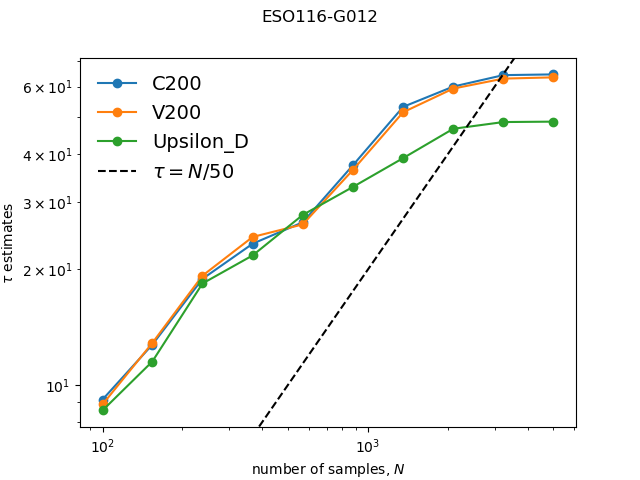 ESO116-G012
C200
V200
Upsilon_D
τ = N/50
6 × 10¹
4 × 10¹
3 × 10¹
2 × 10¹
10¹
τ estimates
10²
10³
number of samples, N